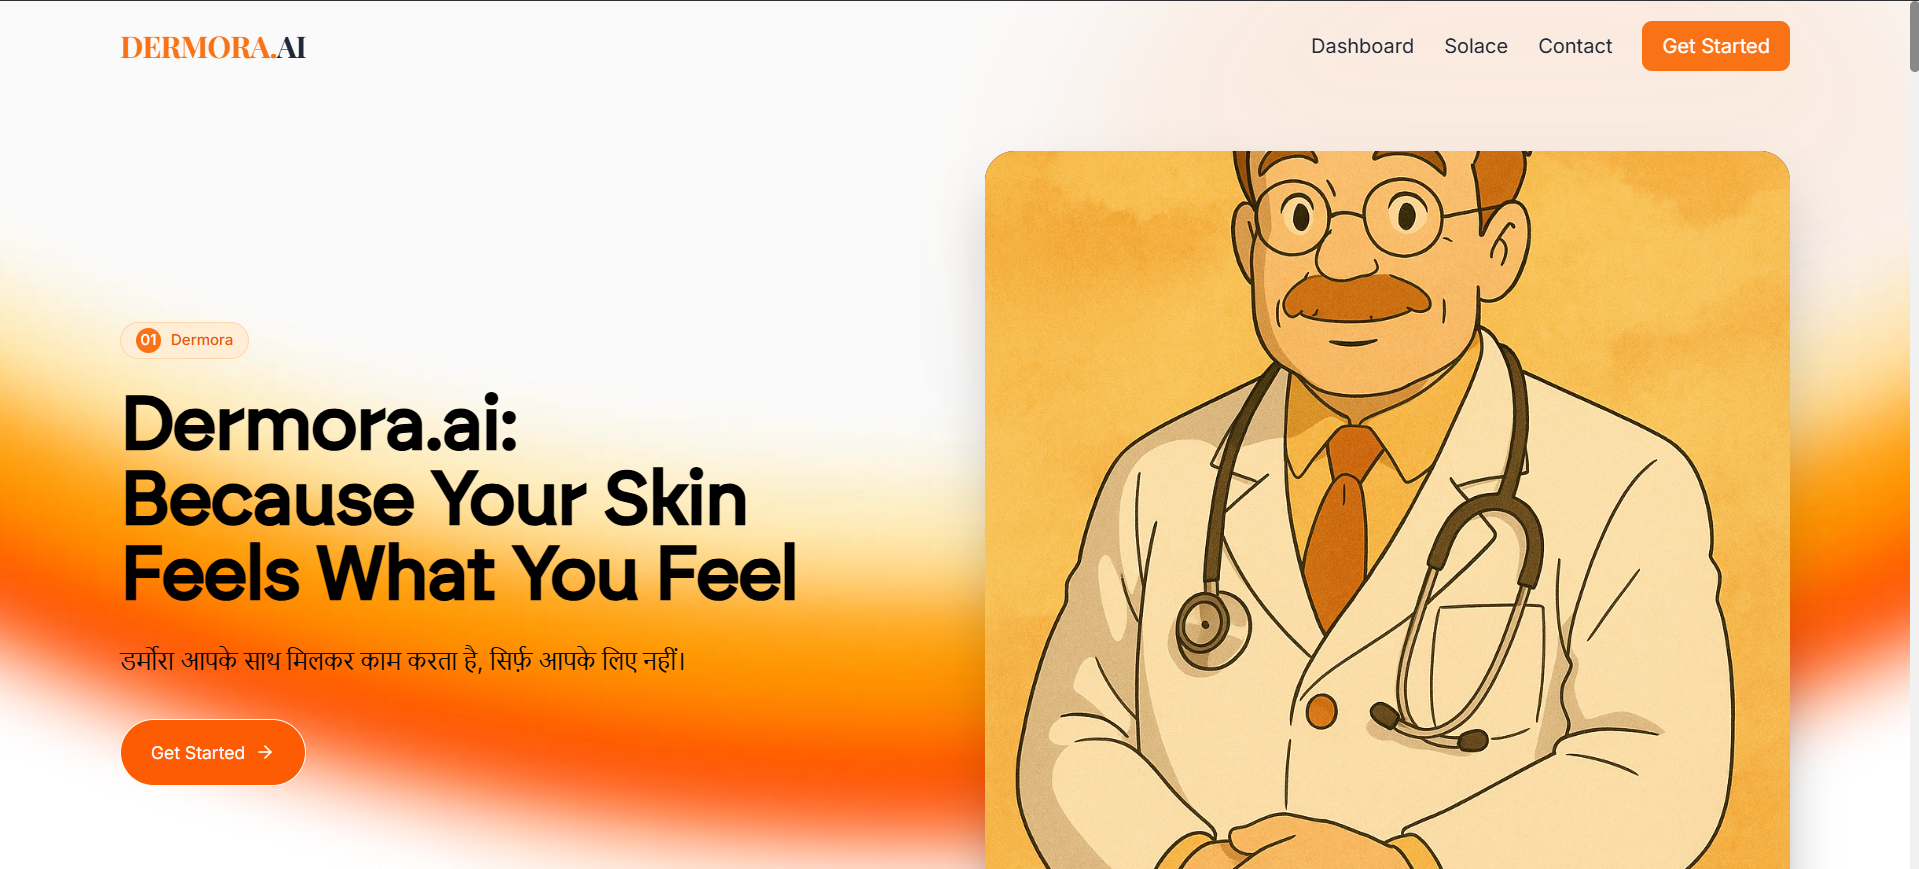 DERMORA.AI
Dashboard Solace Contact Get Started
01 Dermora
Dermora.ai:
Because Your Skin
Feels What You Feel
डर्मोरा आपके साथ मिलकर काम करता है, सिर्फ़ आपके लिए नहीं।
Get Started →